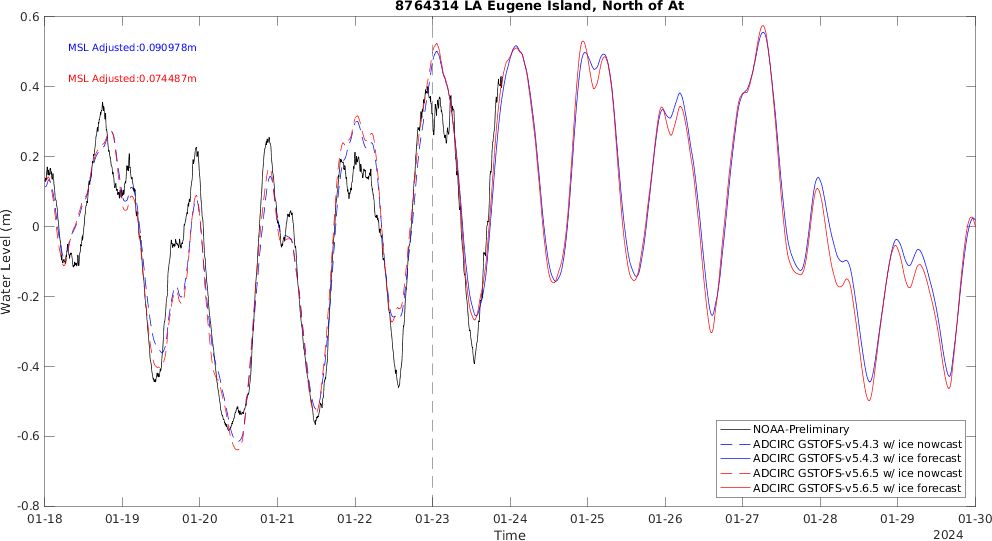 8764314 LA Eugene Island, North of At
MSL Adjusted:0.090978m
MSL Adjusted:0.074487m
0.6
0.4
0.2
0
-0.2
-0.4
-0.6
-0.8
Water Level (m)
NOAA-Preliminary
ADCIRC GSTOFS-v5.4.3 w/ ice nowcast
ADCIRC GSTOFS-v5.4.3 w/ ice forecast
ADCIRC GSTOFS-v5.6.5 w/ ice nowcast
ADCIRC GSTOFS-v5.6.5 w/ ice forecast
01-18 01-19 01-20 01-21 01-22 01-23 01-24 01-25 01-26 01-27 01-28 01-29 01-30
Time
2024